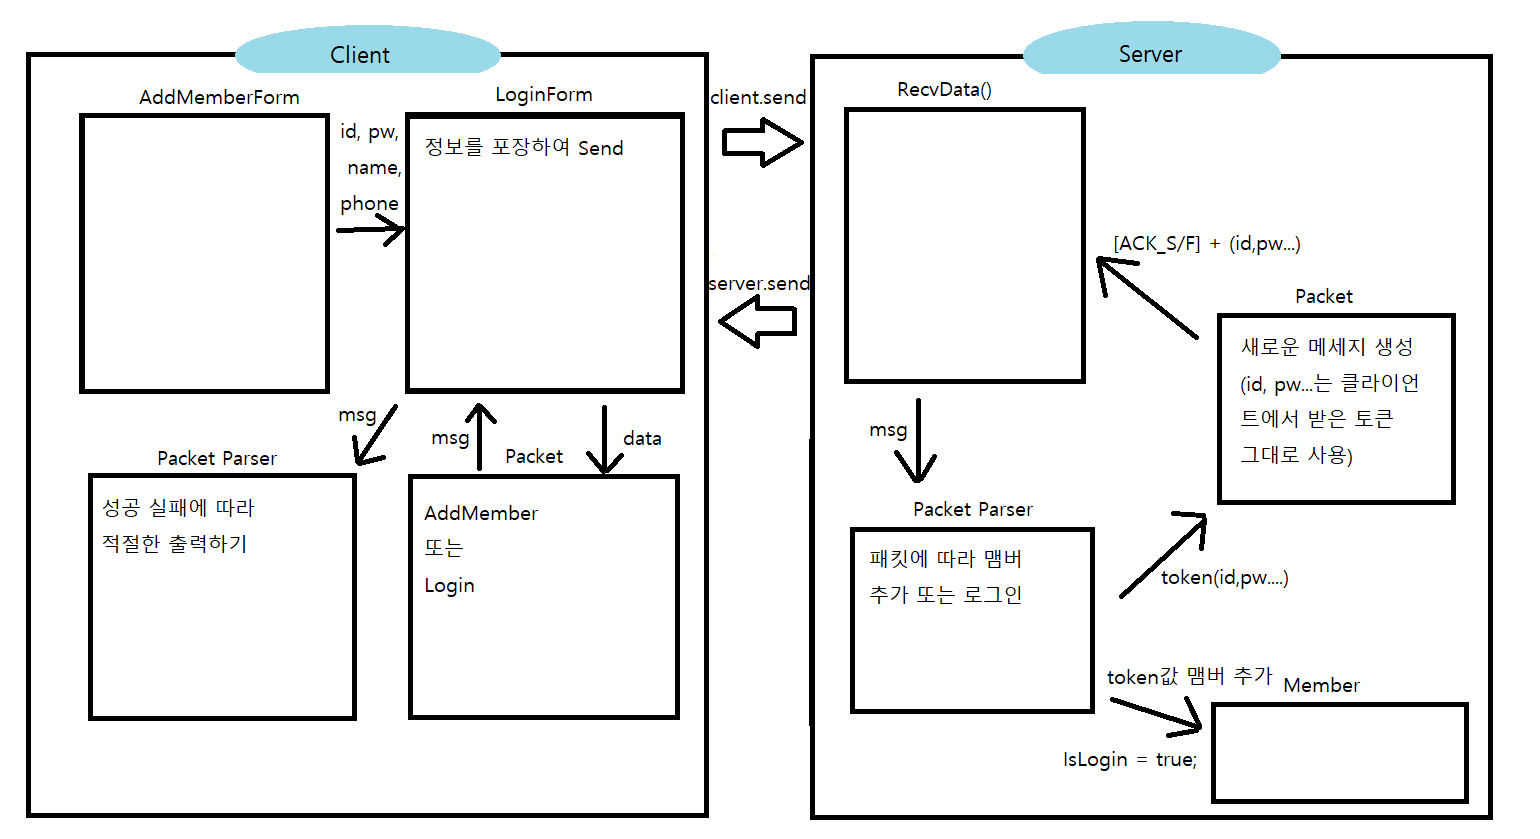 Client
AddMemberForm
LoginForm
id, pw,
name,
phone
정보를 포장하여 Send
msg
msg
data
Packet Parser
성공 실패에 따라
적절한 출력하기
Packet
AddMember
또는
Login
client.send
server.send
Server
RecvData()
[ACK_S/F] + (id,pw...)
Packet
새로운 메세지 생성
(id, pw...는 클라이언
트에서 받은 토큰
그대로 사용)
msg
Packet Parser
패킷에 따라 맴버
추가 또는 로그인
token(id,pw....)
token값 맴버 추가
Member
IsLogin = true;